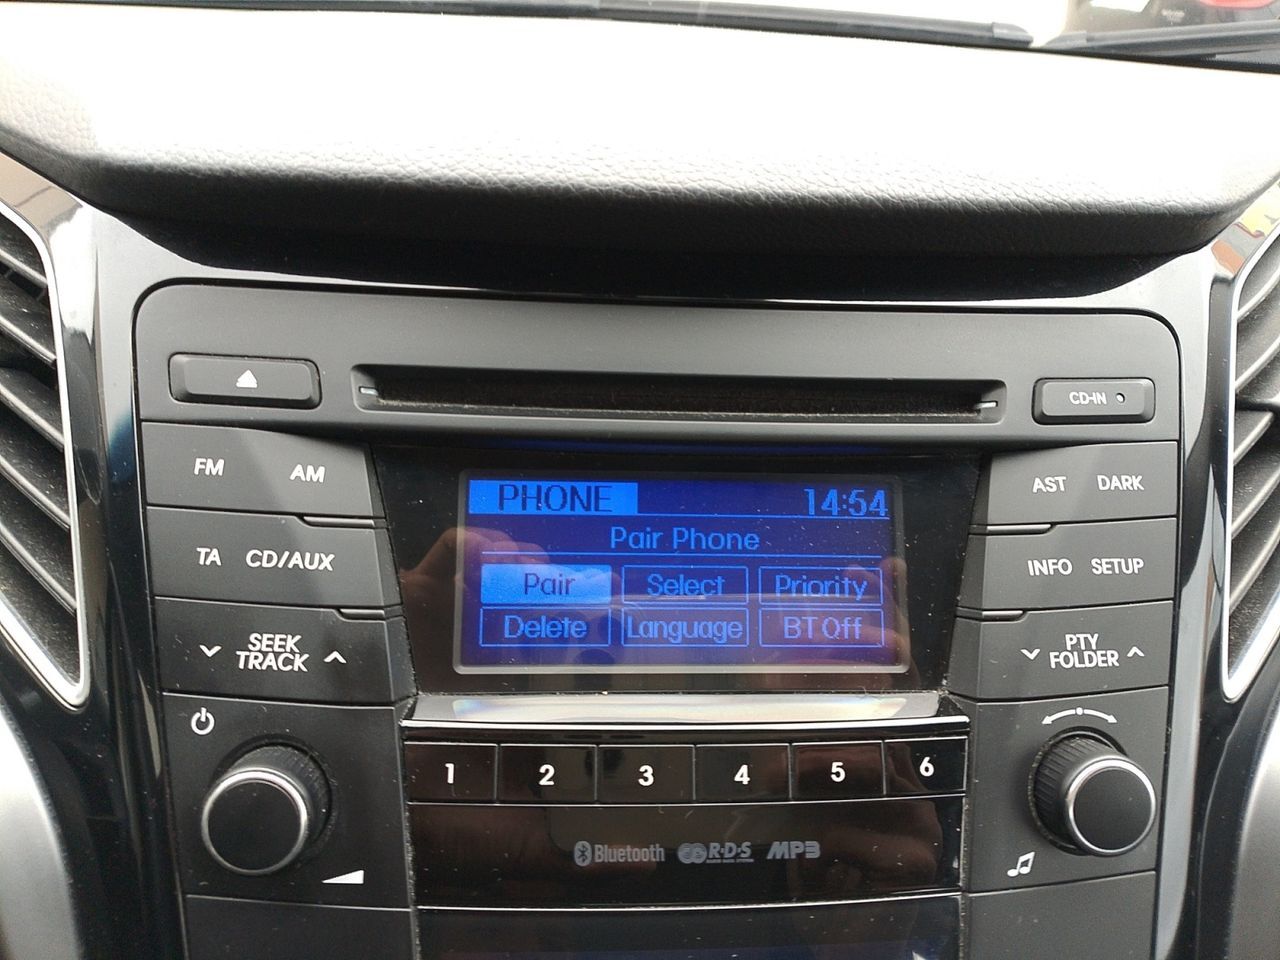 CD-IN
FM AM
AST DARK
PHONE 14:54
Pair Phone
Pair Select Priority
Delete Language BT Off
TA CD/AUX
INFO SETUP
SEEK
TRACK
PTY
FOLDER
1 2 3 4 5 6
Bluetooth R·D·S MP3